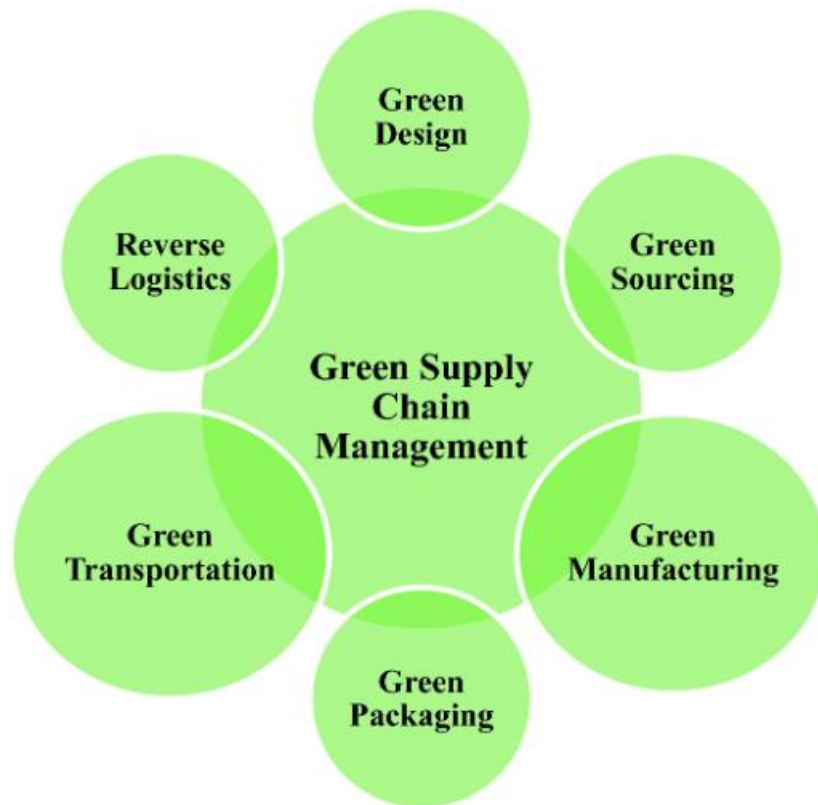 Green
Design
Reverse
Logistics
Green
Sourcing
Green Supply
Chain
Management
Green
Transportation
Green
Manufacturing
Green
Packaging